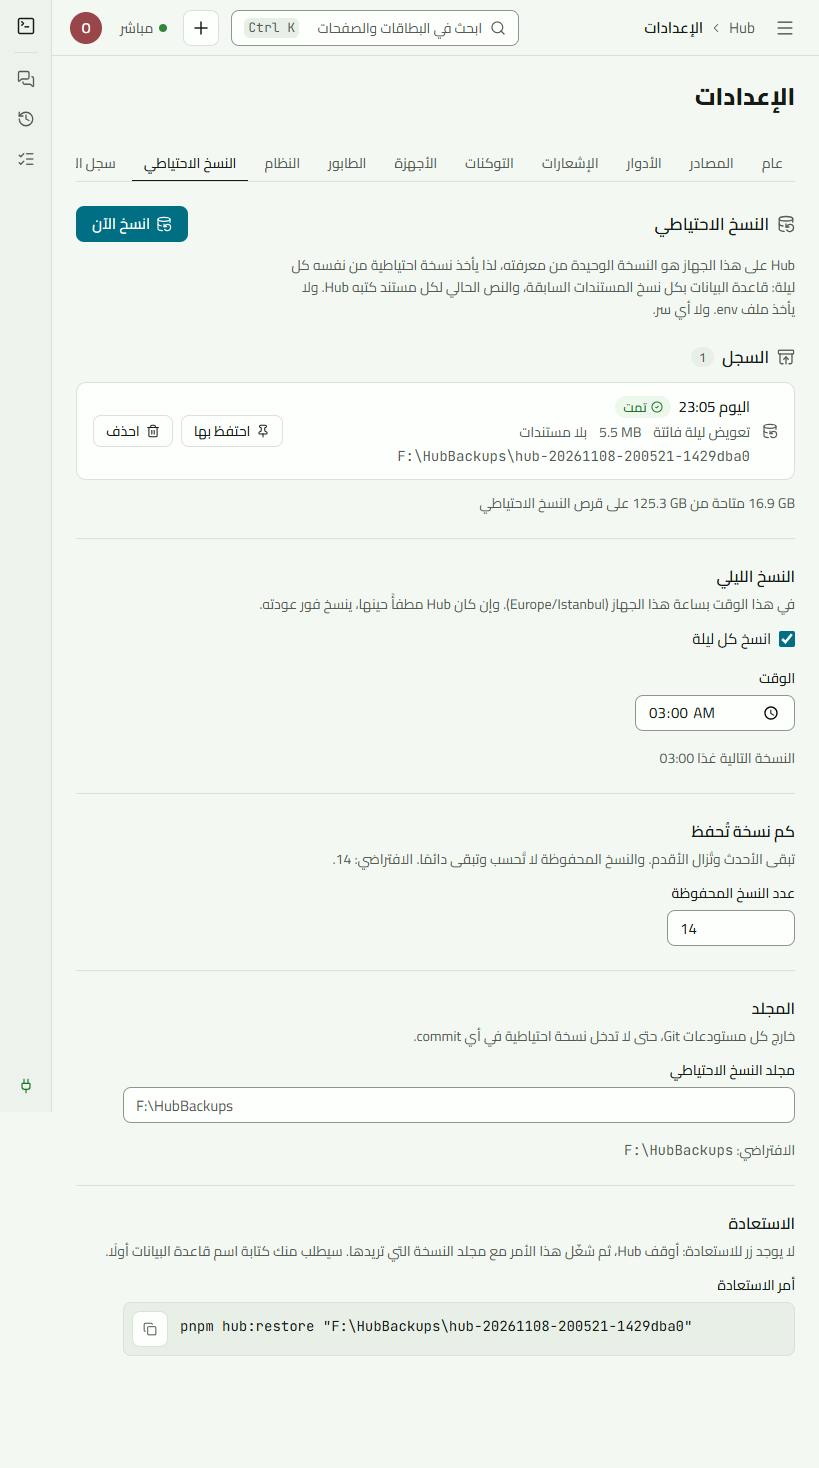 Hub > الإعدادات
ابحث في البطاقات والصفحات Ctrl K
مباشر
O
الإعدادات
عام المصادر الأدوار الإشعارات التوكنات الأجهزة الطابور النظام النسخ الاحتياطي سجل ال
النسخ الاحتياطي
انسخ الآن
Hub على هذا الجهاز هو النسخة الوحيدة من معرفته، لذا يأخذ نسخة احتياطية من نفسه كل
ليلة: قاعدة البيانات بكل نسخ المستندات السابقة، والنص الحالي لكل مستند كتبه Hub. ولا
يأخذ ملف env. ولا أي سر.
السجل 1
اليوم 23:05 تمت
تعويض ليلة فائتة 5.5 MB بلا مستندات
F:\HubBackups\hub-20261108-200521-1429dba0
احتفظ بها
احذف
16.9 GB متاحة من 125.3 GB على قرص النسخ الاحتياطي
النسخ الليلي
في هذا الوقت بساعة هذا الجهاز (Europe/Istanbul). وإن كان Hub مطفأً حينها، ينسخ فور عودته.
انسخ كل ليلة
الوقت
03:00 AM
النسخة التالية غدًا 03:00
كم نسخة تُحفظ
تبقى الأحدث وتُزال الأقدم. والنسخ المحفوظة لا تُحسب وتبقى دائمًا. الافتراضي: 14.
عدد النسخ المحفوظة
14
المجلد
خارج كل مستودعات Git، حتى لا تدخل نسخة احتياطية في أي commit.
مجلد النسخ الاحتياطي
F:\HubBackups
الافتراضي: F:\HubBackups
الاستعادة
لا يوجد زر للاستعادة: أوقف Hub، ثم شغّل هذا الأمر مع مجلد النسخة التي تريدها. سيطلب منك كتابة اسم قاعدة البيانات أولًا.
أمر الاستعادة
pnpm hub:restore "F:\HubBackups\hub-20261108-200521-1429dba0"